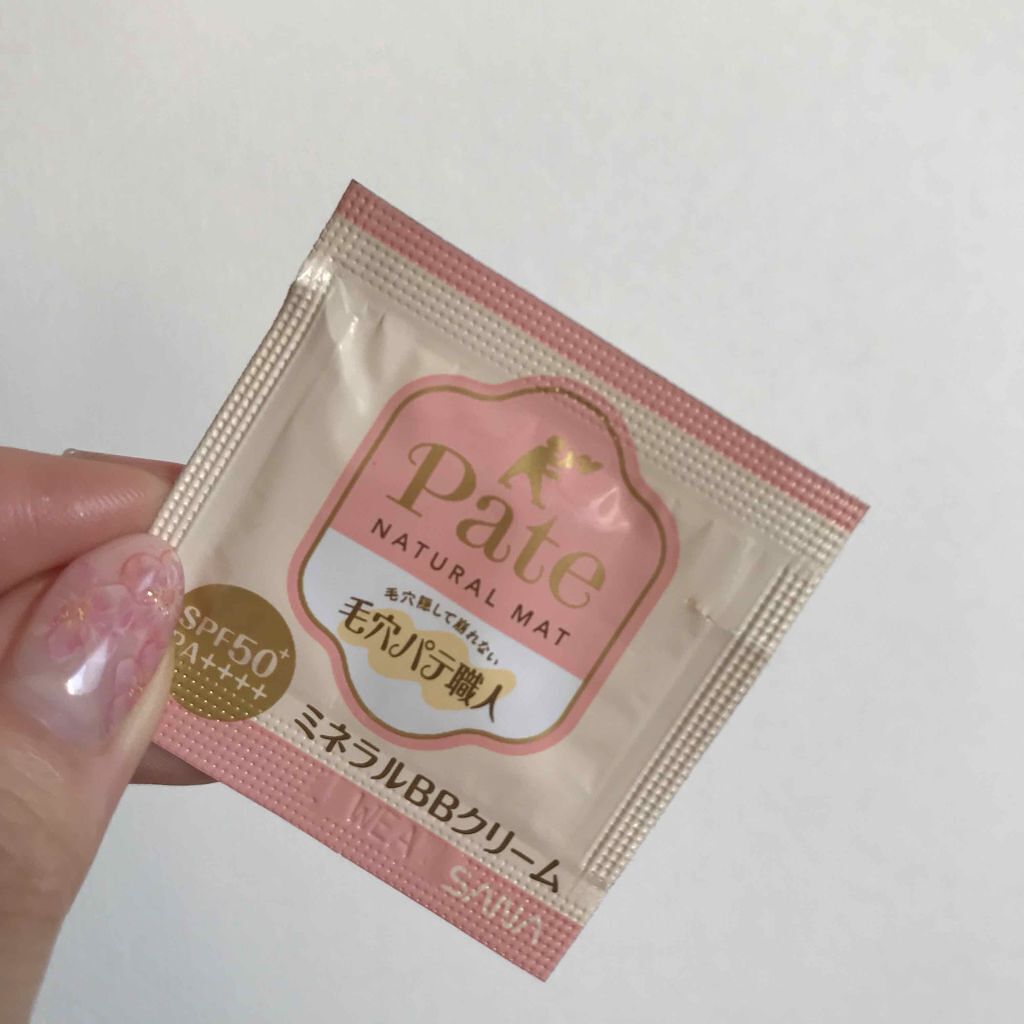 Pate
NATURAL MAT
毛穴隠して崩れない
毛穴パテ職人
SPF50+
PA++++
ミネラルBBクリーム
SANA